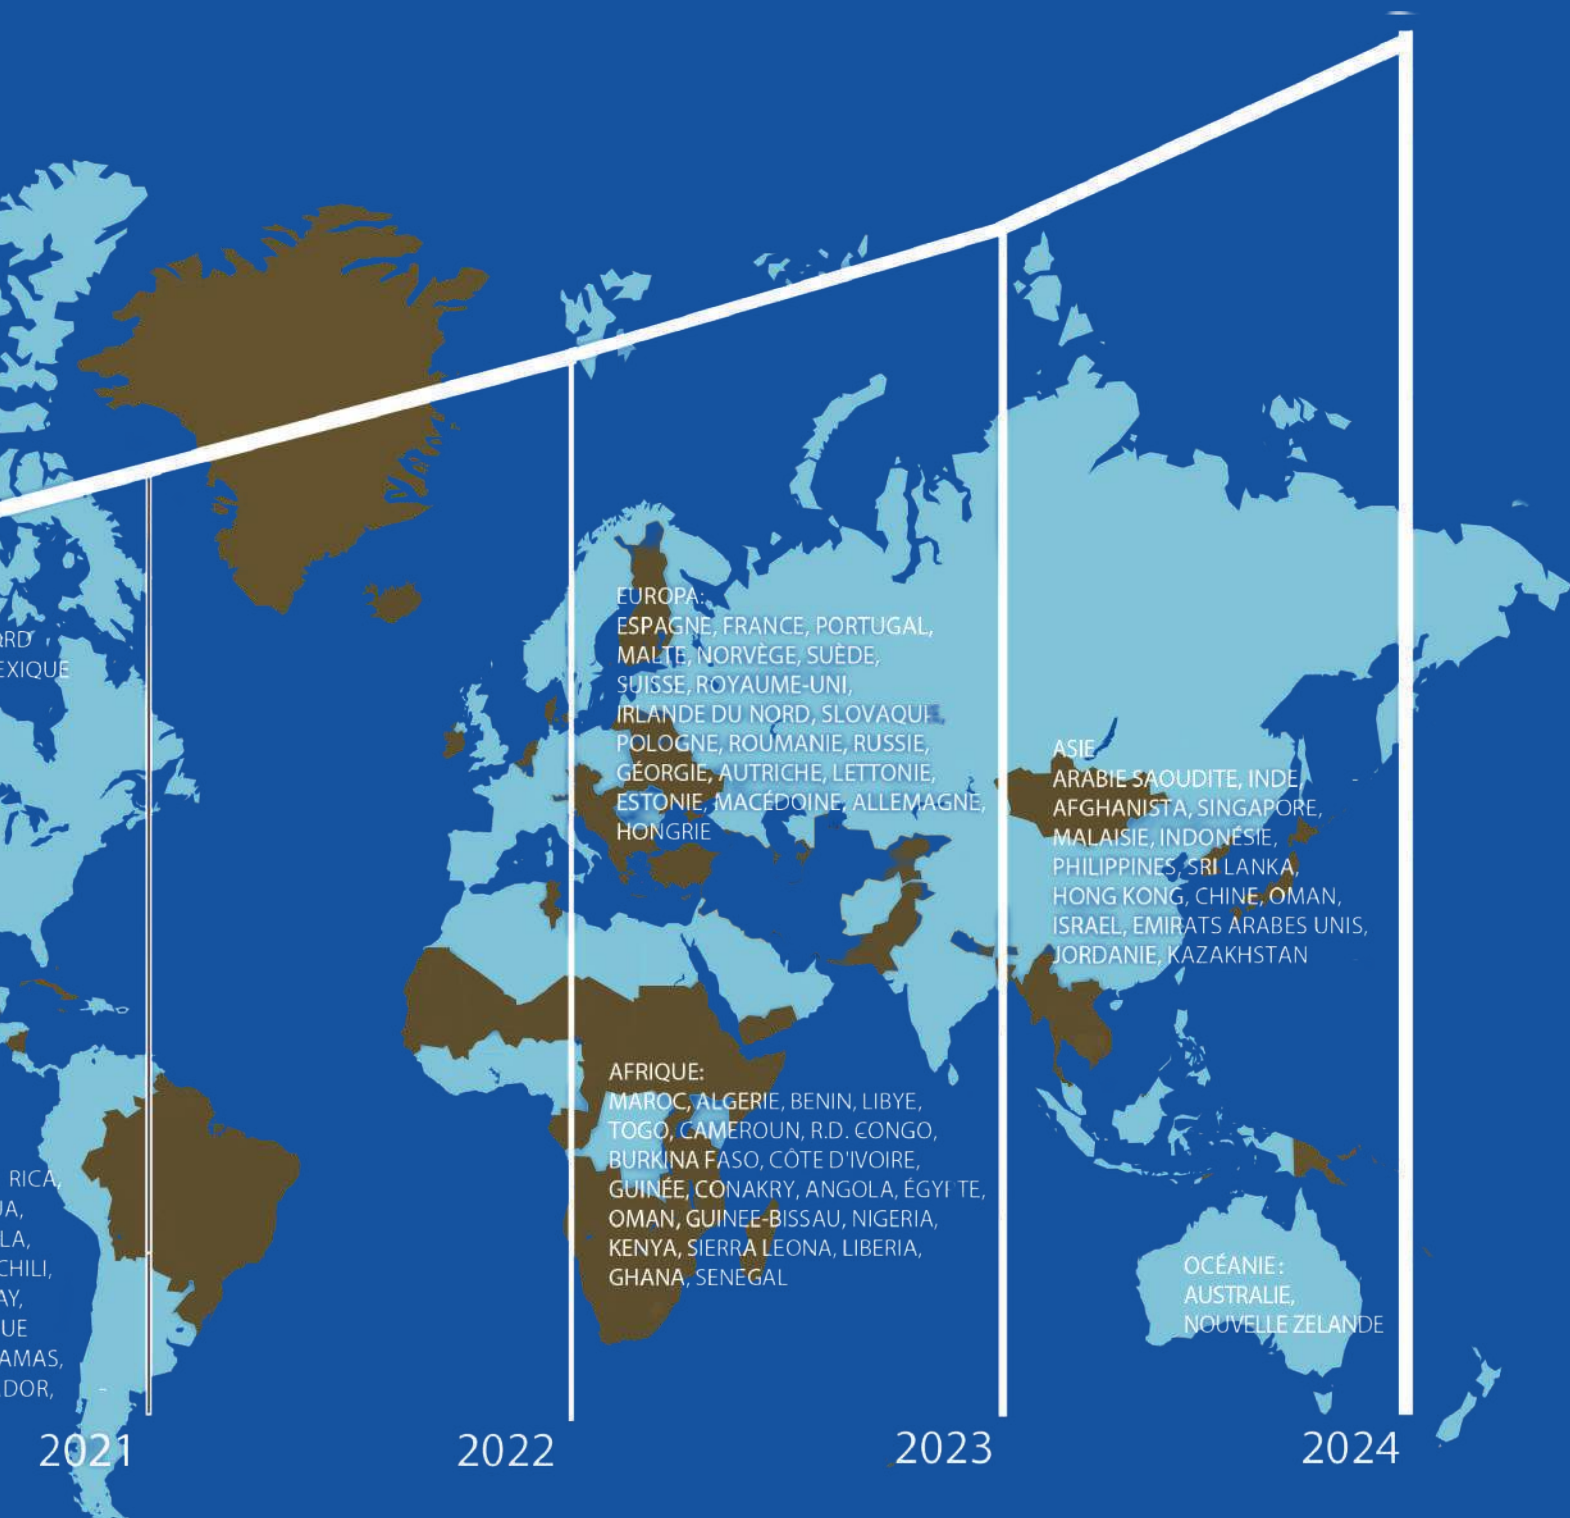 EXIQUE
RICA,
CHILI,
EUROPA:
ESPAGNE, FRANCE, PORTUGAL,
MALTE, NORVÈGE, SUÈDE,
SUISSE, ROYAUME-UNI,
IRLANDE DU NORD, SLOVAQUIE,
POLOGNE, ROUMANIE, RUSSIE,
GÉORGIE, AUTRICHE, LETTONIE,
ESTONIE, MACÉDOINE, ALLEMAGNE,
HONGRIE
ASIE
ARABIE SAOUDITE, INDE,
AFGHANISTA, SINGAPORE,
MALAISIE, INDONÉSIE,
PHILIPPINES, SRI LANKA,
HONG KONG, CHINE, OMAN,
ISRAEL, EMIRATS ARABES UNIS,
JORDANIE, KAZAKHSTAN
AFRIQUE:
MAROC, ALGERIE, BENIN, LIBYE,
TOGO, CAMEROUN, R.D. CONGO,
BURKINA FASO, CÔTE D'IVOIRE,
GUINÉE, CONAKRY, ANGOLA, ÉGYPTE,
OMAN, GUINEE-BISSAU, NIGERIA,
KENYA, SIERRA LEONA, LIBERIA,
GHANA, SENEGAL
OCÉANIE:
AUSTRALIE,
NOUVELLE ZELANDE
2021
2022
2023
2024